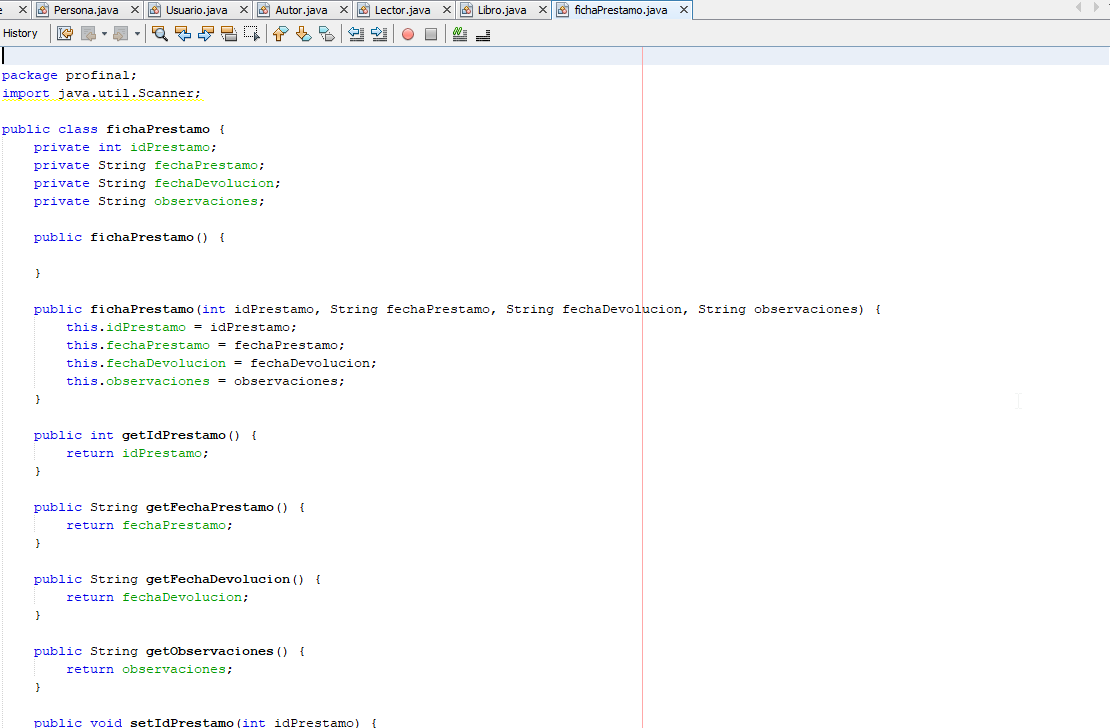 e Persona.java Usuario.java Autor.java Lector.java Libro.java fichaPrestamo.java
History
package profinal;
import java.util.Scanner;
public class fichaPrestamo {
private int idPrestamo;
private String fechaPrestamo;
private String fechaDevolucion;
private String observaciones;
public fichaPrestamo() {
}
public fichaPrestamo(int idPrestamo, String fechaPrestamo, String fechaDevolucion, String observaciones) {
this.idPrestamo = idPrestamo;
this.fechaPrestamo = fechaPrestamo;
this.fechaDevolucion = fechaDevolucion;
this.observaciones = observaciones;
}
public int getIdPrestamo() {
return idPrestamo;
}
public String getFechaPrestamo() {
return fechaPrestamo;
}
public String getFechaDevolucion() {
return fechaDevolucion;
}
public String getObservaciones() {
return observaciones;
}
public void setIdPrestamo(int idPrestamo) {